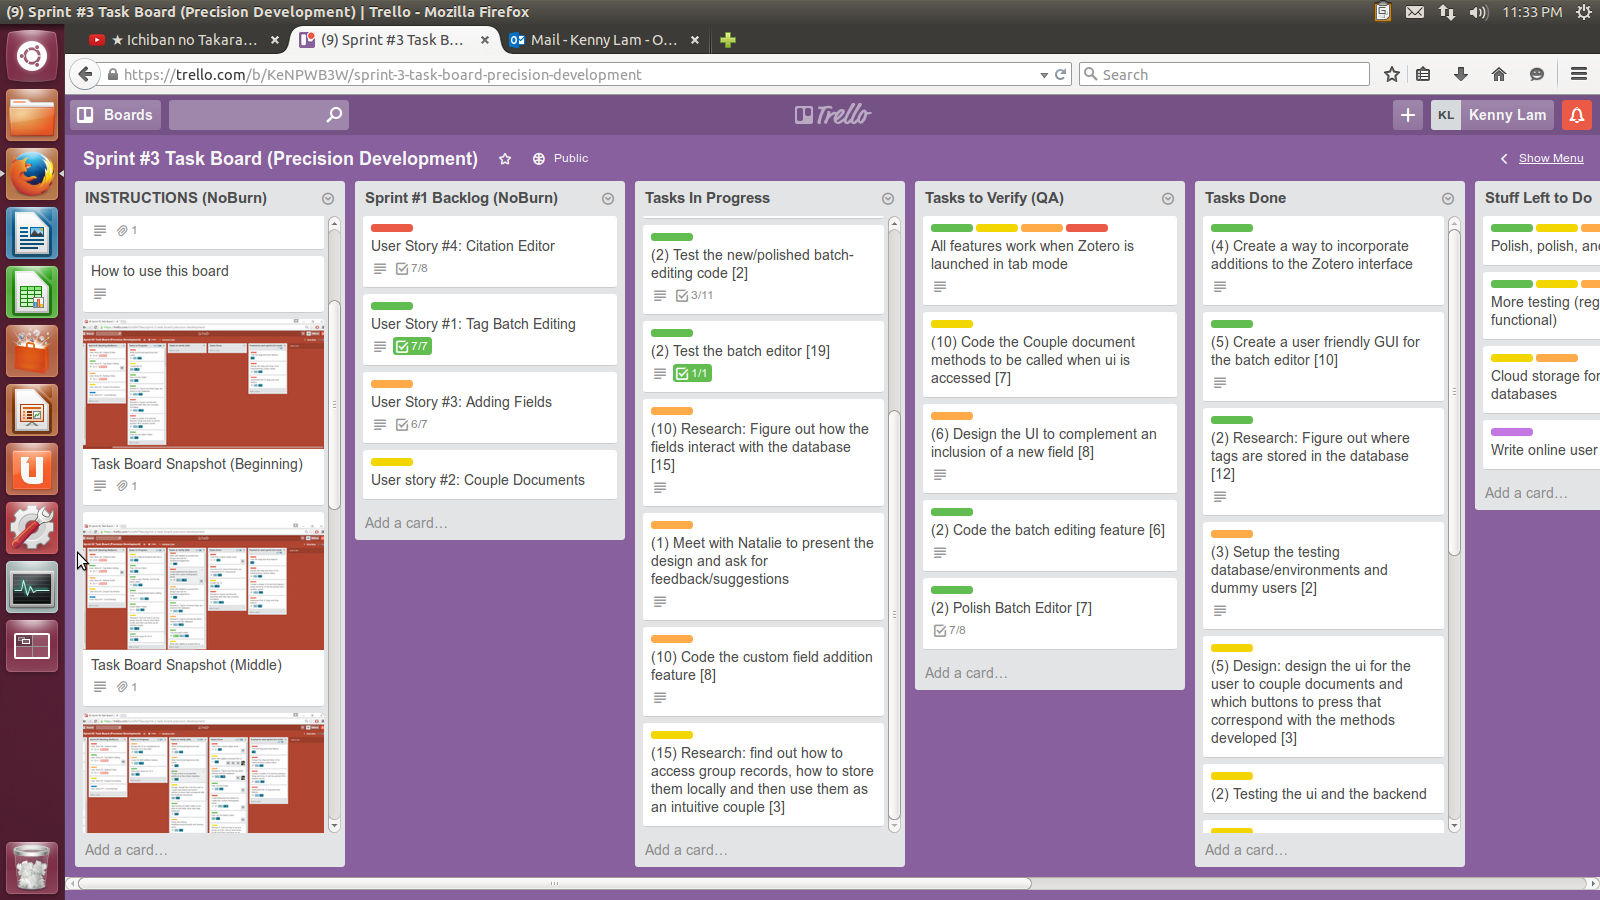 (9) Sprint #3 Task Board (Precision Development) | Trello - Mozilla Firefox
11:33 PM
★ Ichiban no Takara...
(9) Sprint #3 Task B...
Mail - Kenny Lam - O...
https://trello.com/b/KeNPWB3W/sprint-3-task-board-precision-development
Search
Boards
Trello
KL
Kenny Lam
Sprint #3 Task Board (Precision Development)
Public
Show Menu
INSTRUCTIONS (NoBurn)
1
How to use this board
Task Board Snapshot (Beginning)
1
Task Board Snapshot (Middle)
1
Add a card...
Sprint #1 Backlog (NoBurn)
User Story #4: Citation Editor
7/8
User Story #1: Tag Batch Editing
7/7
User Story #3: Adding Fields
6/7
User story #2: Couple Documents
Add a card...
Tasks In Progress
(2) Test the new/polished batch-
editing code [2]
3/11
(2) Test the batch editor [19]
1/1
(10) Research: Figure out how the
fields interact with the database
[15]
(1) Meet with Natalie to present the
design and ask for
feedback/suggestions
(10) Code the custom field addition
feature [8]
(15) Research: find out how to
access group records, how to store
them locally and then use them as
an intuitive couple [3]
Add a card...
Tasks to Verify (QA)
All features work when Zotero is
launched in tab mode
(10) Code the Couple document
methods to be called when ui is
accessed [7]
(6) Design the UI to complement an
inclusion of a new field [8]
(2) Code the batch editing feature [6]
(2) Polish Batch Editor [7]
7/8
Add a card...
Tasks Done
(4) Create a way to incorporate
additions to the Zotero interface
(5) Create a user friendly GUI for
the batch editor [10]
(2) Research: Figure out where
tags are stored in the database
[12]
(3) Setup the testing
database/environments and
dummy users [2]
(5) Design: design the ui for the
user to couple documents and
which buttons to press that
correspond with the methods
developed [3]
(2) Testing the ui and the backend
Add a card...
Stuff Left to Do
Polish, polish, and
More testing (reg
functional)
Cloud storage for
databases
Write online user
Add a card...